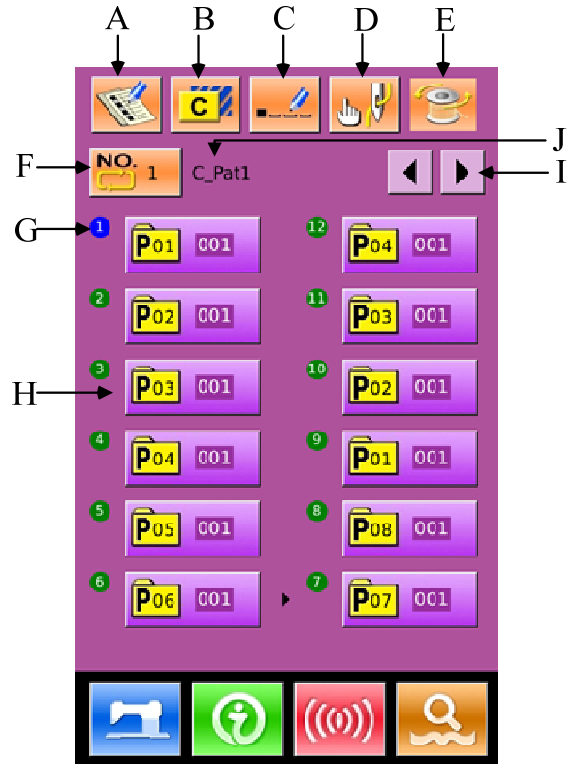 A B C D E
C
J
F NO. 1 C_Pat1 I
G 1 P01 001 12 P04 001
2 P02 001 11 P03 001
H 3 P03 001 10 P02 001
4 P04 001 9 P01 001
5 P05 001 8 P08 001
6 P06 001 7 P07 001